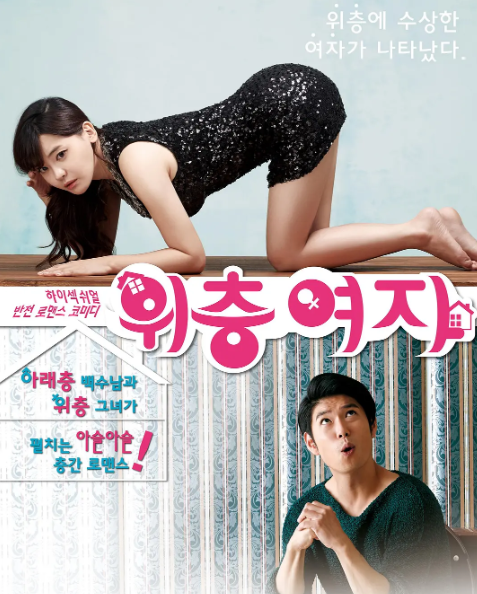 위층에 수상한
여자가 나타났다.
하이섹쉬얼
반전 로맨스 코미디
위층 여자
아래층 백수남과
위층 그녀가
펼치는 아슬아슬
층간 로맨스!